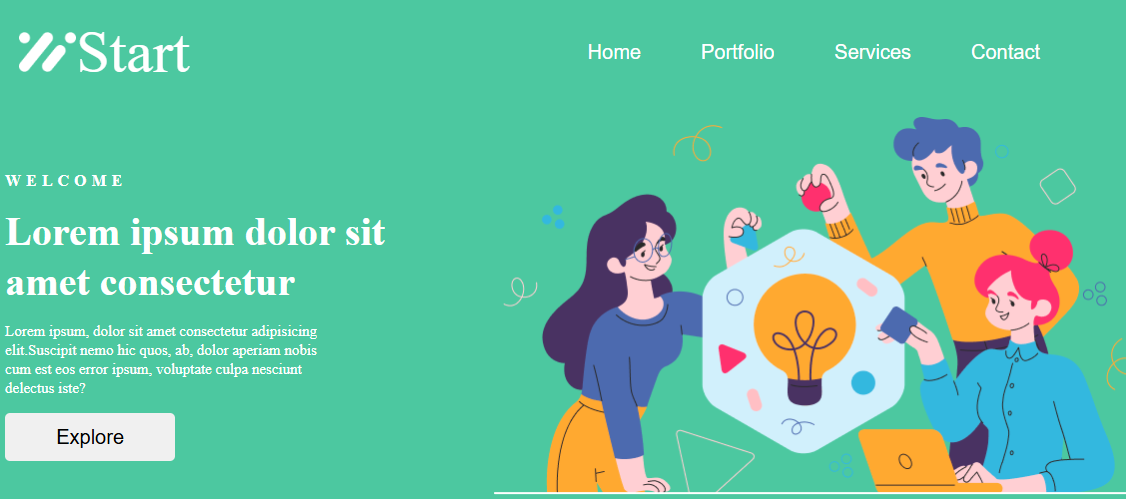 Start
Home Portfolio Services Contact
WELCOME
Lorem ipsum dolor sit
amet consectetur
Lorem ipsum, dolor sit amet consectetur adipisicing
elit.Suscipit nemo hic quos, ab, dolor aperiam nobis
cum est eos error ipsum, voluptate culpa nesciunt
delectus iste?
Explore